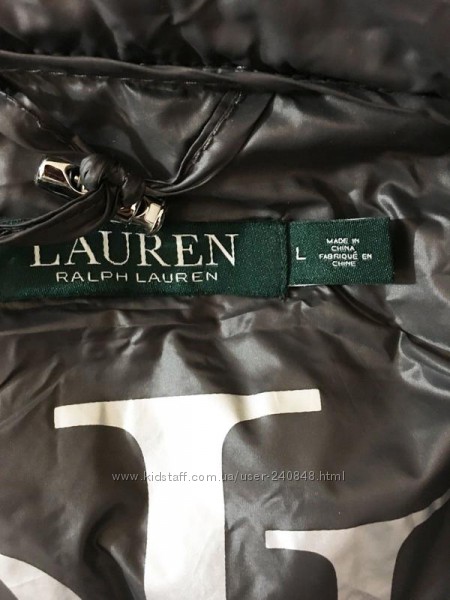 LAUREN
RALPH LAUREN
L
MADE IN
CHINA
FABRIQUÉ EN
CHINE
www.kidstaff.com.ua/user-240848.html